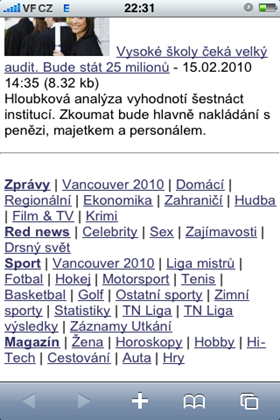 VF CZ E 22:31
Vysoké školy čeká velký
audit. Bude stát 25 milionů - 15.02.2010
14:35 (8.32 kb)
Hloubková analýza vyhodnotí šestnáct
institucí. Zkoumat bude hlavně nakládání s
penězi, majetkem a personálem.
Zprávy | Vancouver 2010 | Domácí |
Regionální | Ekonomika | Zahraničí | Hudba
| Film & TV | Krimi
Red news | Celebrity | Sex | Zajímavosti |
Drsný svět
Sport | Vancouver 2010 | Liga mistrů |
Fotbal | Hokej | Motorsport | Tenis |
Basketbal | Golf | Ostatní sporty | Zimní
sporty | Statistiky | TN Liga | TN Liga
výsledky | Záznamy Utkání
Magazín | Žena | Horoskopy | Hobby | Hi-
Tech | Cestování | Auta | Hry